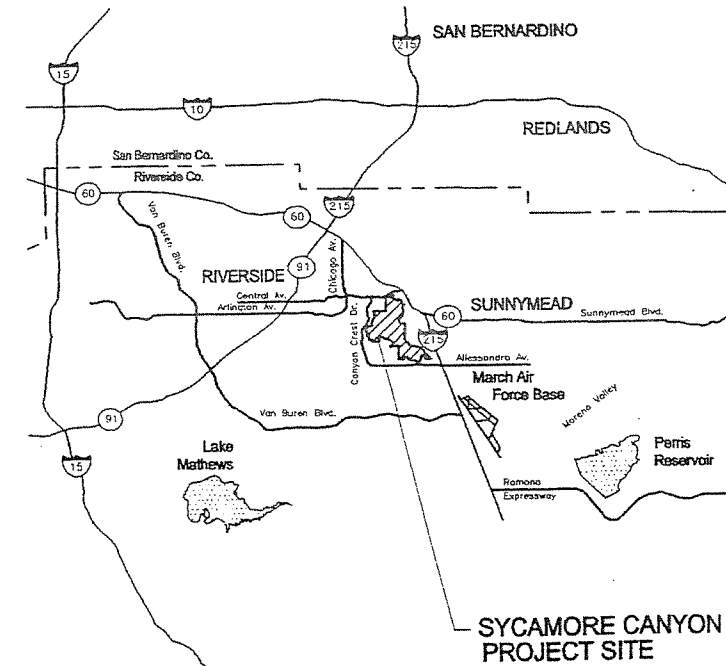 SAN BERNARDINO
215
15
10
REDLANDS
San Bernardino Co.
Riverside Co.
60
Van Buren Blvd.
60
215
91
Chicago Av.
RIVERSIDE
Central Av.
Arlington Av.
SUNNYMEAD
60
Sunnymead Blvd.
215
Canyon Crest Dr.
Allessandro Av.
March Air
Force Base
Moreno Valley
91
Van Buren Blvd.
Lake
Mathews
15
Perris
Reservoir
Ramona
Expressway
SYCAMORE CANYON
PROJECT SITE